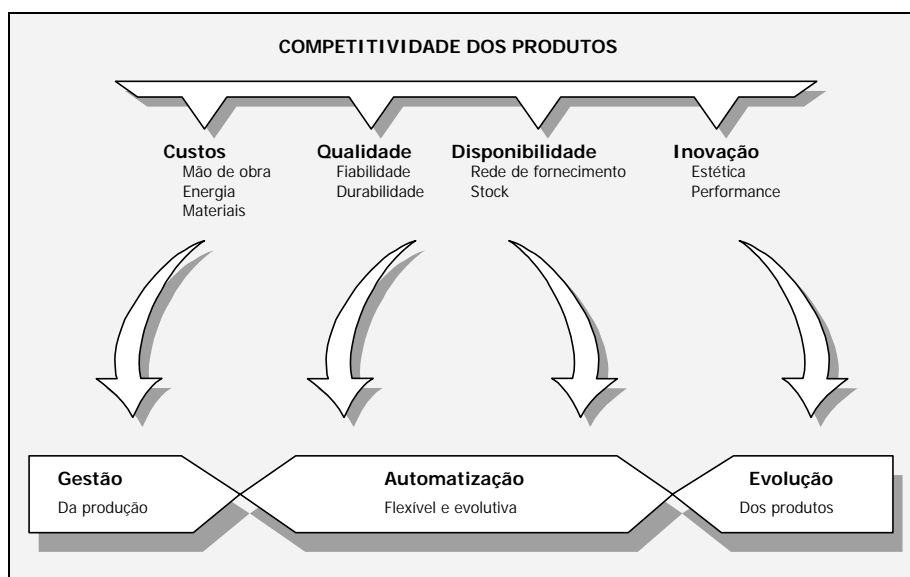 COMPETITIVIDADE DOS PRODUTOS
Custos
Mão de obra
Energia
Materiais
Qualidade
Fiabilidade
Durabilidade
Disponibilidade
Rede de fornecimento
Stock
Inovação
Estética
Performance
Gestão
Da produção
Automatização
Flexível e evolutiva
Evolução
Dos produtos